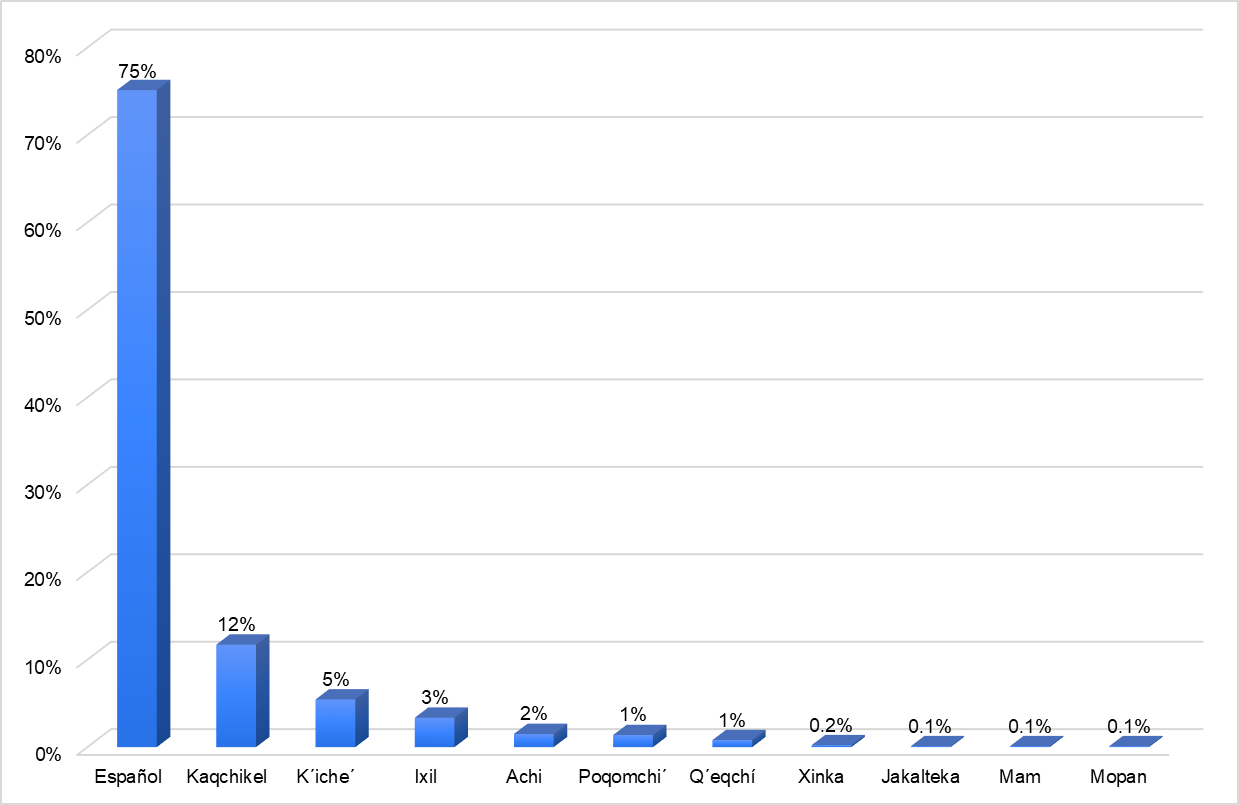 80%
70%
60%
50%
40%
30%
20%
10%
0%
75%
12%
5%
3%
2%
1%
1%
0.2%
0.1%
0.1%
0.1%
Español
Kaqchikel
K´iche´
Ixil
Achi
Poqomchi´
Q´eqchí
Xinka
Jakalteka
Mam
Mopan